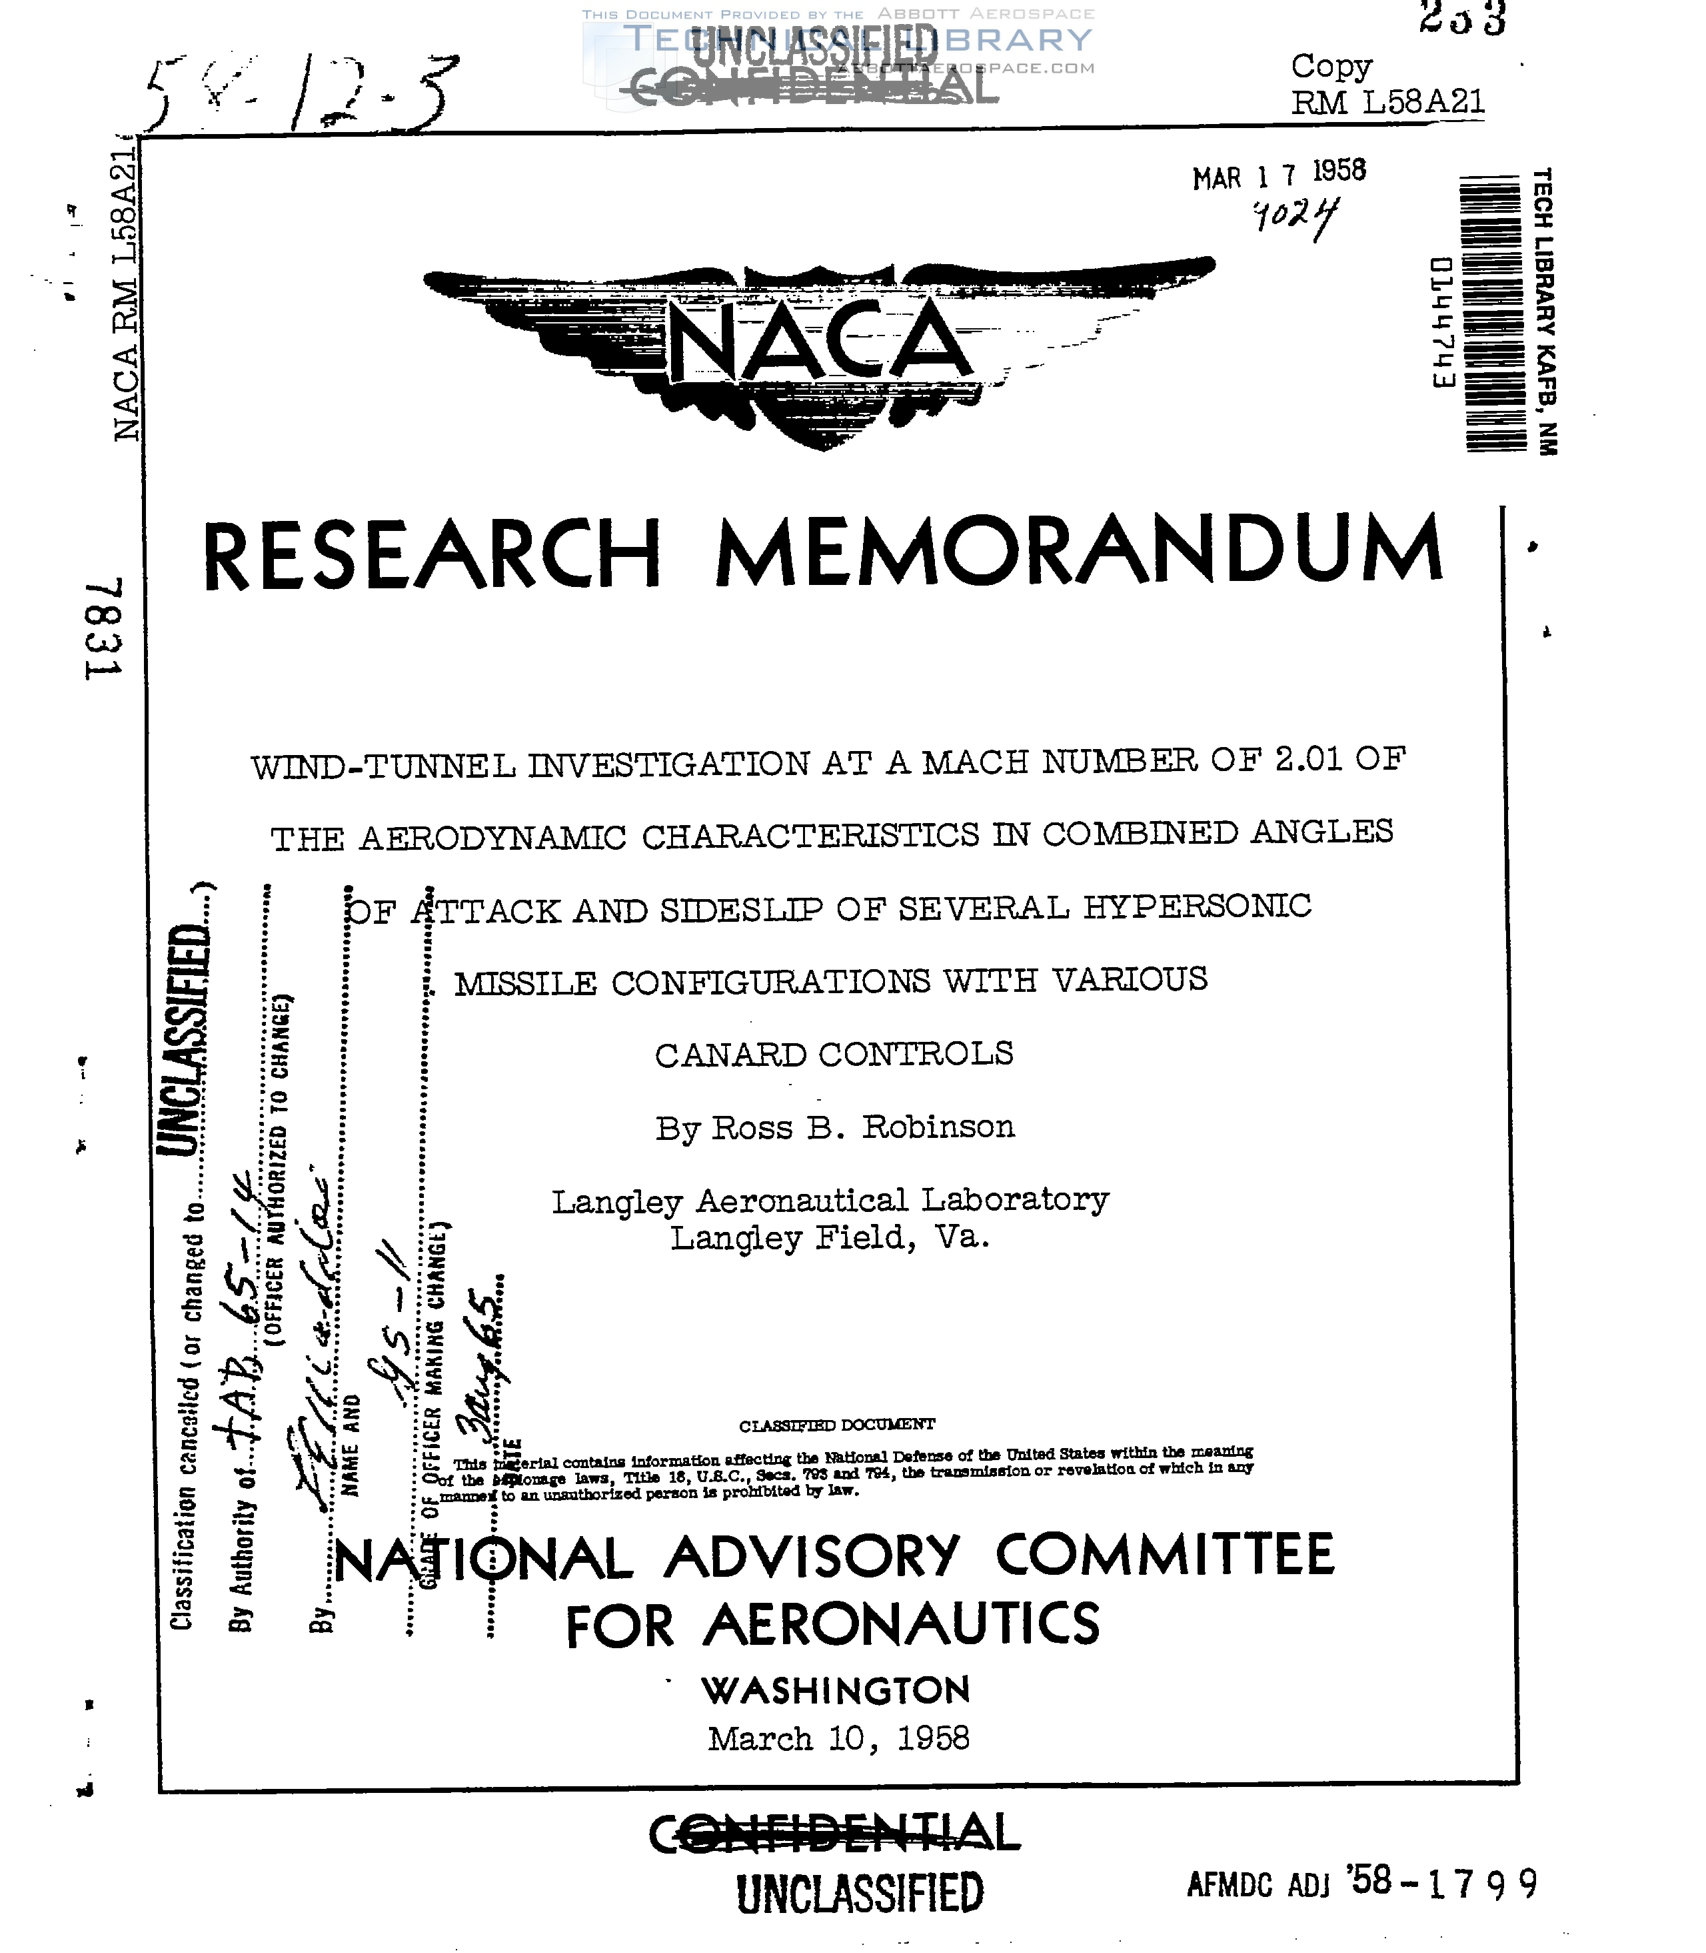 THIS DOCUMENT PROVIDED BY THE ABBOTT AEROSPACE
TECHNICAL LIBRARY
ABBOTTAEROSPACE.COM
UNCLASSIFIED
CONFIDENTIAL
233
Copy
RM L58A21
58-12-3
MAR 17 1958
9024
NACA RM L58A21
7831
TECH LIBRARY KAFB, NM
0144743
NACA
RESEARCH MEMORANDUM
WIND-TUNNEL INVESTIGATION AT A MACH NUMBER OF 2.01 OF
THE AERODYNAMIC CHARACTERISTICS IN COMBINED ANGLES
OF ATTACK AND SIDESLIP OF SEVERAL HYPERSONIC
MISSILE CONFIGURATIONS WITH VARIOUS
CANARD CONTROLS
By Ross B. Robinson
Langley Aeronautical Laboratory
Langley Field, Va.
Classification cancelled (or changed to UNCLASSIFIED)
By Authority of TAB 65-14
(OFFICER AUTHORIZED TO CHANGE)
By
NAME AND
GS-11
GRADE OF OFFICER MAKING CHANGE)
65
DATE
CLASSIFIED DOCUMENT
This material contains information affecting the National Defense of the United States within the meaning
of the espionage laws, Title 18, U.S.C., Secs. 793 and 794, the transmission or revelation of which in any
manner to an unauthorized person is prohibited by law.
NATIONAL ADVISORY COMMITTEE
FOR AERONAUTICS
WASHINGTON
March 10, 1958
CONFIDENTIAL
UNCLASSIFIED
AFMDC ADJ '58-1799